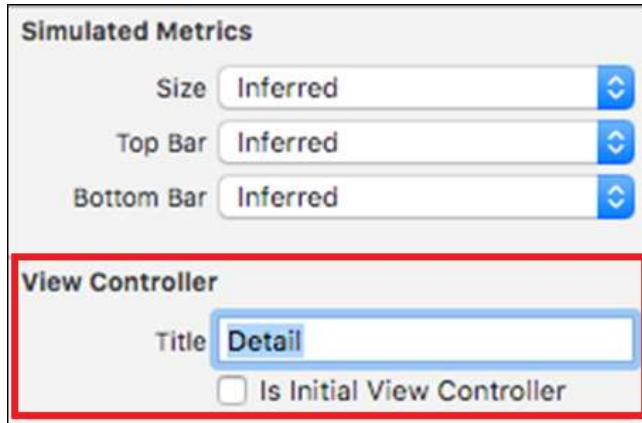 Simulated Metrics
Size Inferred
Top Bar Inferred
Bottom Bar Inferred
View Controller
Title Detail
Is Initial View Controller